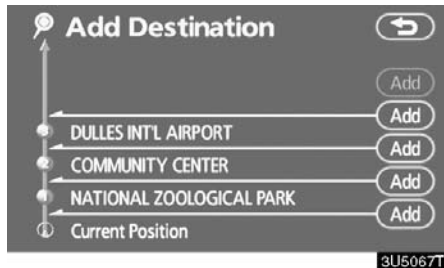 Add Destination
Add
Add
DULLES INT'L AIRPORT
Add
COMMUNITY CENTER
Add
NATIONAL ZOOLOGICAL PARK
Add
Current Position
3U5067T